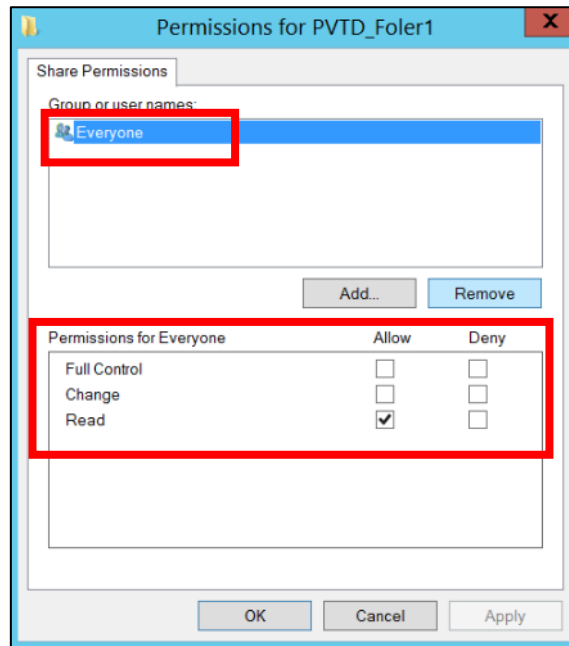 Permissions for PVTD_Foler1
X
Share Permissions
Group or user names:
Everyone
Add... Remove
Permissions for Everyone Allow Deny
Full Control
Change
Read
OK Cancel Apply